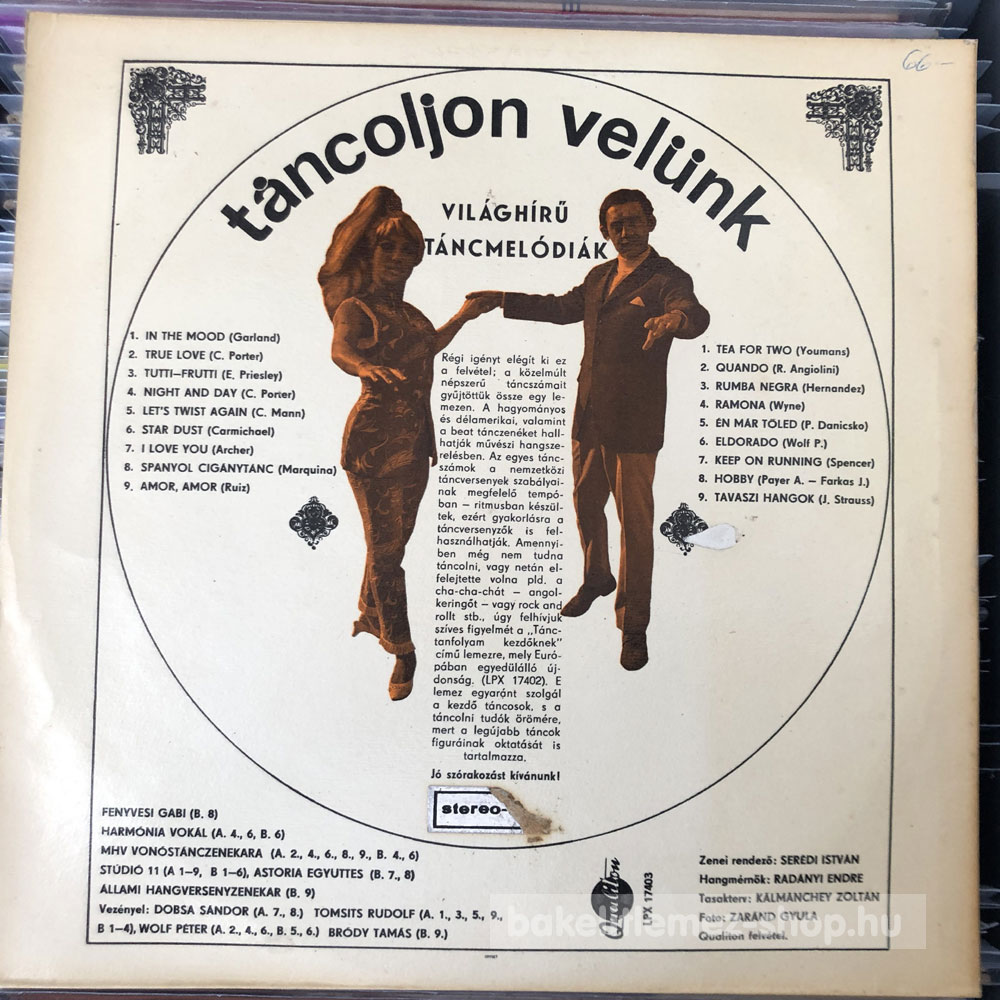 66-
táncoljon velünk
VILÁGHÍRŰ
TÁNCMELÓDIÁK
1. IN THE MOOD (Garland)
2. TRUE LOVE (C. Porter)
3. TUTTI–FRUTTI (E. Priesley)
4. NIGHT AND DAY (C. Porter)
5. LET'S TWIST AGAIN (C. Mann)
6. STAR DUST (Carmichael)
7. I LOVE YOU (Archer)
8. SPANYOL CIGÁNYTÁNC (Marquina)
9. AMOR, AMOR (Ruiz)
Régi igényt elégít ki ez
a felvétel; a közelmúlt
népszerű táncszámait
gyűjtöttük össze egy le-
mezen. A hagyományos
és délamerikai, valamint
a beat tánczenéket hall-
hatják művészi hangsze-
relésben. Az egyes tánc-
számok a nemzetközi
táncversenyek szabályai-
nak megfelelő tempó-
ban – ritmusban készül-
tek, ezért gyakorlásra a
táncversenyzők is fel-
használhatják. Amennyi-
ben még nem tudna
táncolni, vagy netán el-
felejtette volna pld. a
cha-cha-chát – angol-
keringőt – vagy rock and
rollt stb., úgy felhívjuk
szíves figyelmét a „Tánc-
tanfolyam kezdőknek"
című lemezre, mely Euró-
pában egyedülálló új-
donság. (LPX 17402). E
lemez egyaránt szolgál
a kezdő táncosok, s a
táncolni tudók örömére,
mert a legújabb táncok
figuráinak oktatását is
tartalmazza.
Jó szórakozást kívánunk!
stereo-
1. TEA FOR TWO (Youmans)
2. QUANDO (R. Angiolini)
3. RUMBA NEGRA (Hernandez)
4. RAMONA (Wyne)
5. ÉN MÁR TŐLED (P. Danicsko)
6. ELDORADO (Wolf P.)
7. KEEP ON RUNNING (Spencer)
8. HOBBY (Payer A. – Farkas J.)
9. TAVASZI HANGOK (J. Strauss)
FENYVESI GABI (B. 8)
HARMÓNIA VOKÁL (A. 4., 6, B. 6)
MHV VONÓSTÁNCZENEKARA (A. 2., 4., 6., 8., 9., B. 4., 6)
STÚDIÓ 11 (A 1–9, B 1–6), ASTORIA EGYUTTES (B. 7., 8)
ÁLLAMI HANGVERSENYZENEKAR (B. 9)
Vezényel: DOBSA SÁNDOR (A. 7., 8.) TOMSITS RUDOLF (A. 1., 3., 5., 9.,
B 1–4), WOLF PÉTER (A. 2., 4., 6., B. 5., 6.) BRÓDY TAMÁS (B. 9.)
Qualiton
LPX 17403
Zenei rendező: SERÉDI ISTVÁN
Hangmérnök: RADÁNYI ENDRE
Tasakterv: KÁLMÁNCHEY ZOLTÁN
Foto: ZARÁND GYULA
Qualiton felvétel.
bakelitlemez-shop.hu